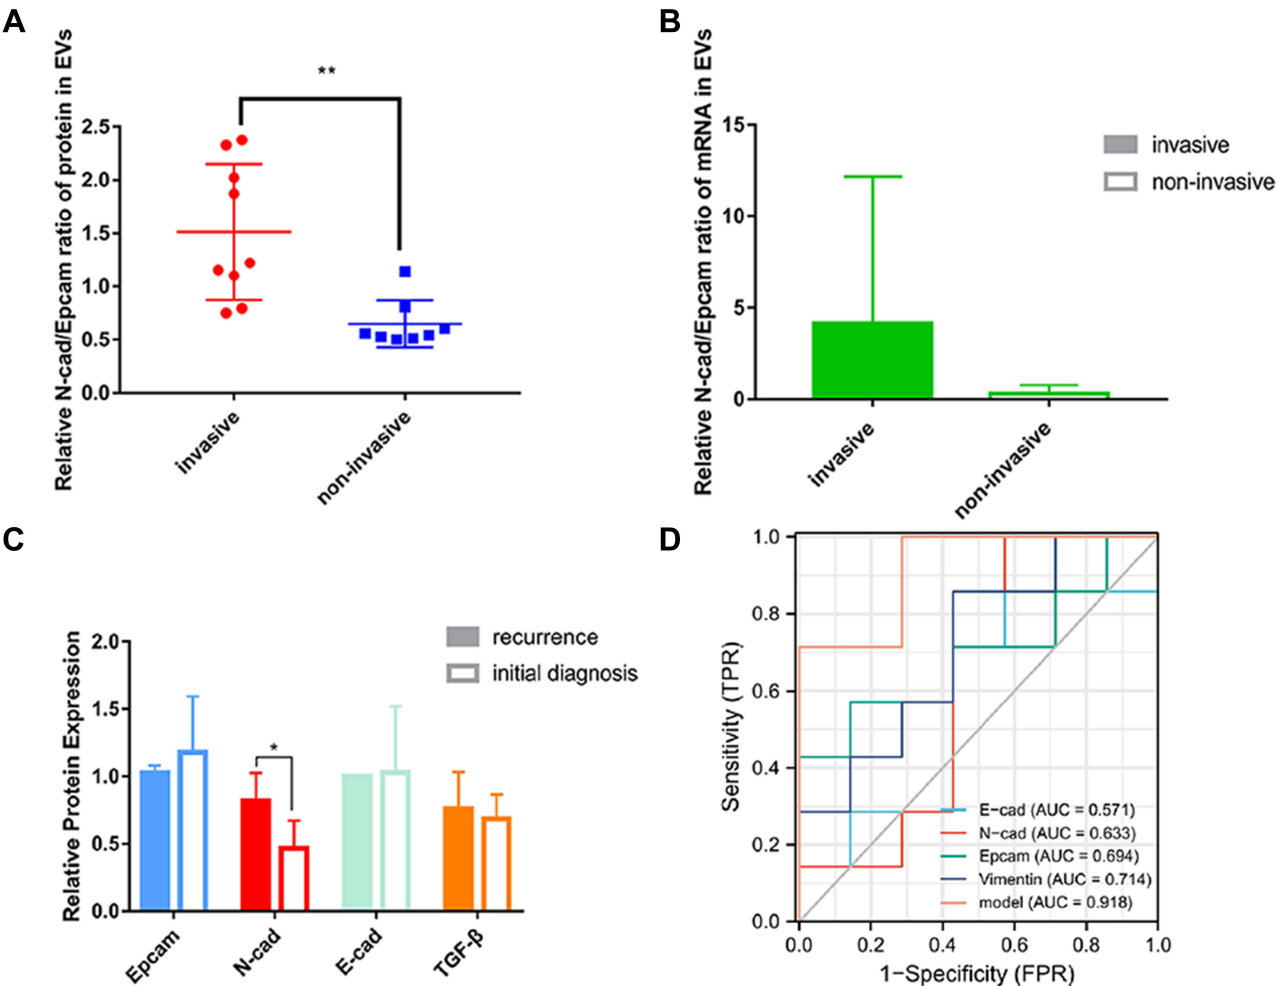 A
Relative N-cad/Epcam ratio of protein in EVs
**
2.5
2.0
1.5
1.0
0.5
0.0
invasive
non-invasive
B
Relative N-cad/Epcam ratio of mRNA in EVs
15
10
5
0
invasive
non-invasive
invasive
non-invasive
C
Relative Protein Expression
2.0
1.5
1.0
0.5
0.0
recurrence
initial diagnosis
*
Epcam
N-cad
E-cad
TGF-β
D
Sensitivity (TPR)
1.0
0.8
0.6
0.4
0.2
0.0
E-cad (AUC = 0.571)
N-cad (AUC = 0.633)
Epcam (AUC = 0.694)
Vimentin (AUC = 0.714)
model (AUC = 0.918)
0.0 0.2 0.4 0.6 0.8 1.0
1-Specificity (FPR)